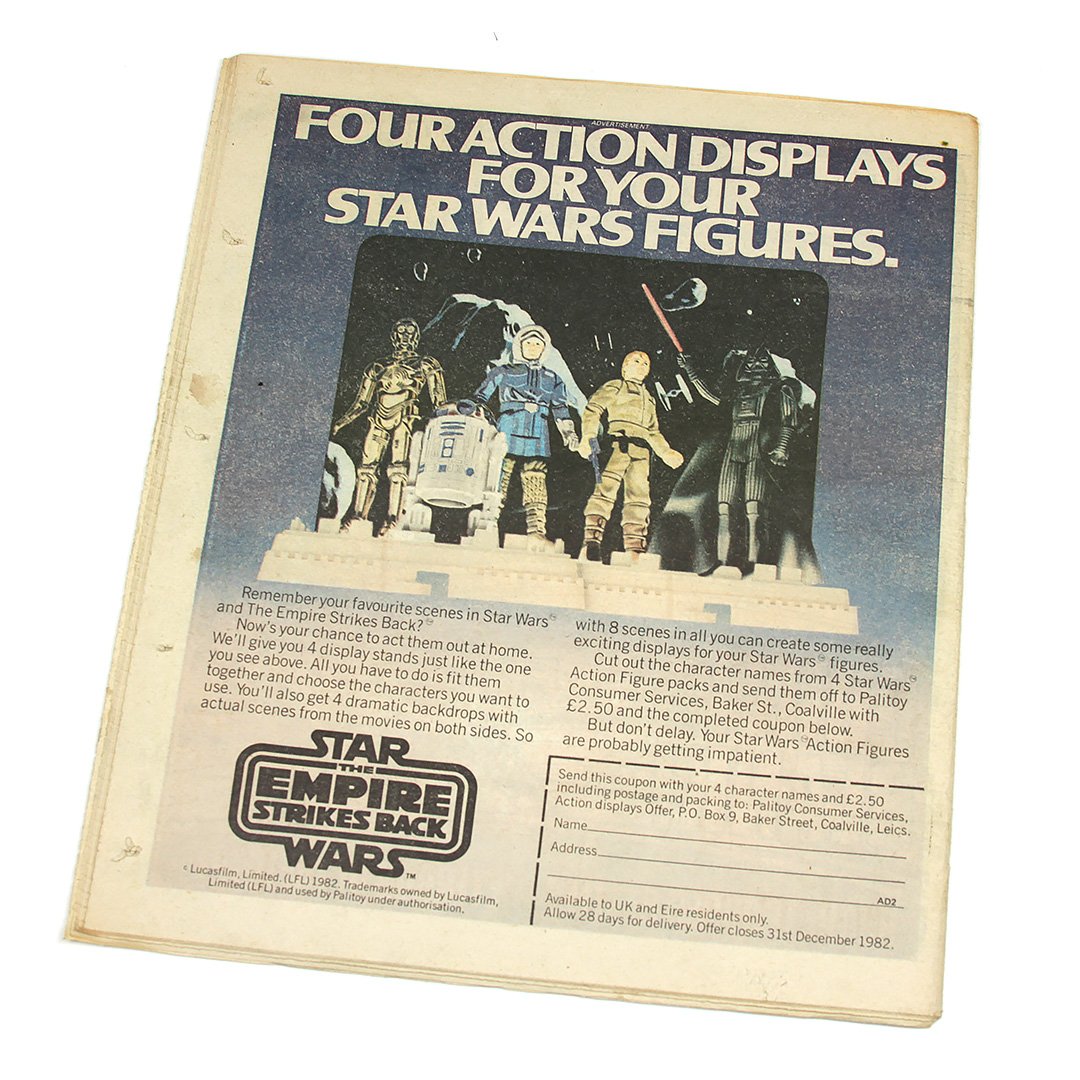 ADVERTISEMENT
FOUR ACTION DISPLAYS
FOR YOUR
STAR WARS FIGURES.
Remember your favourite scenes in Star Wars
and The Empire Strikes Back?
Now's your chance to act them out at home.
We'll give you 4 display stands just like the one
you see above. All you have to do is fit them
together and choose the characters you want to
use. You'll also get 4 dramatic backdrops with
actual scenes from the movies on both sides. So
with 8 scenes in all you can create some really
exciting displays for your Star Wars figures.
Cut out the character names from 4 Star Wars
Action Figure packs and send them off to Palitoy
Consumer Services, Baker St., Coalville with
£2.50 and the completed coupon below.
But don't delay. Your Star Wars Action Figures
are probably getting impatient.
STAR
THE
EMPIRE
STRIKES BACK
WARS™
© Lucasfilm, Limited. (LFL) 1982. Trademarks owned by Lucasfilm,
Limited (LFL) and used by Palitoy under authorisation.
Send this coupon with your 4 character names and £2.50
including postage and packing to: Palitoy Consumer Services,
Action displays Offer, P.O. Box 9, Baker Street, Coalville, Leics.
Name
Address
AD2
Available to UK and Eire residents only.
Allow 28 days for delivery. Offer closes 31st December 1982.